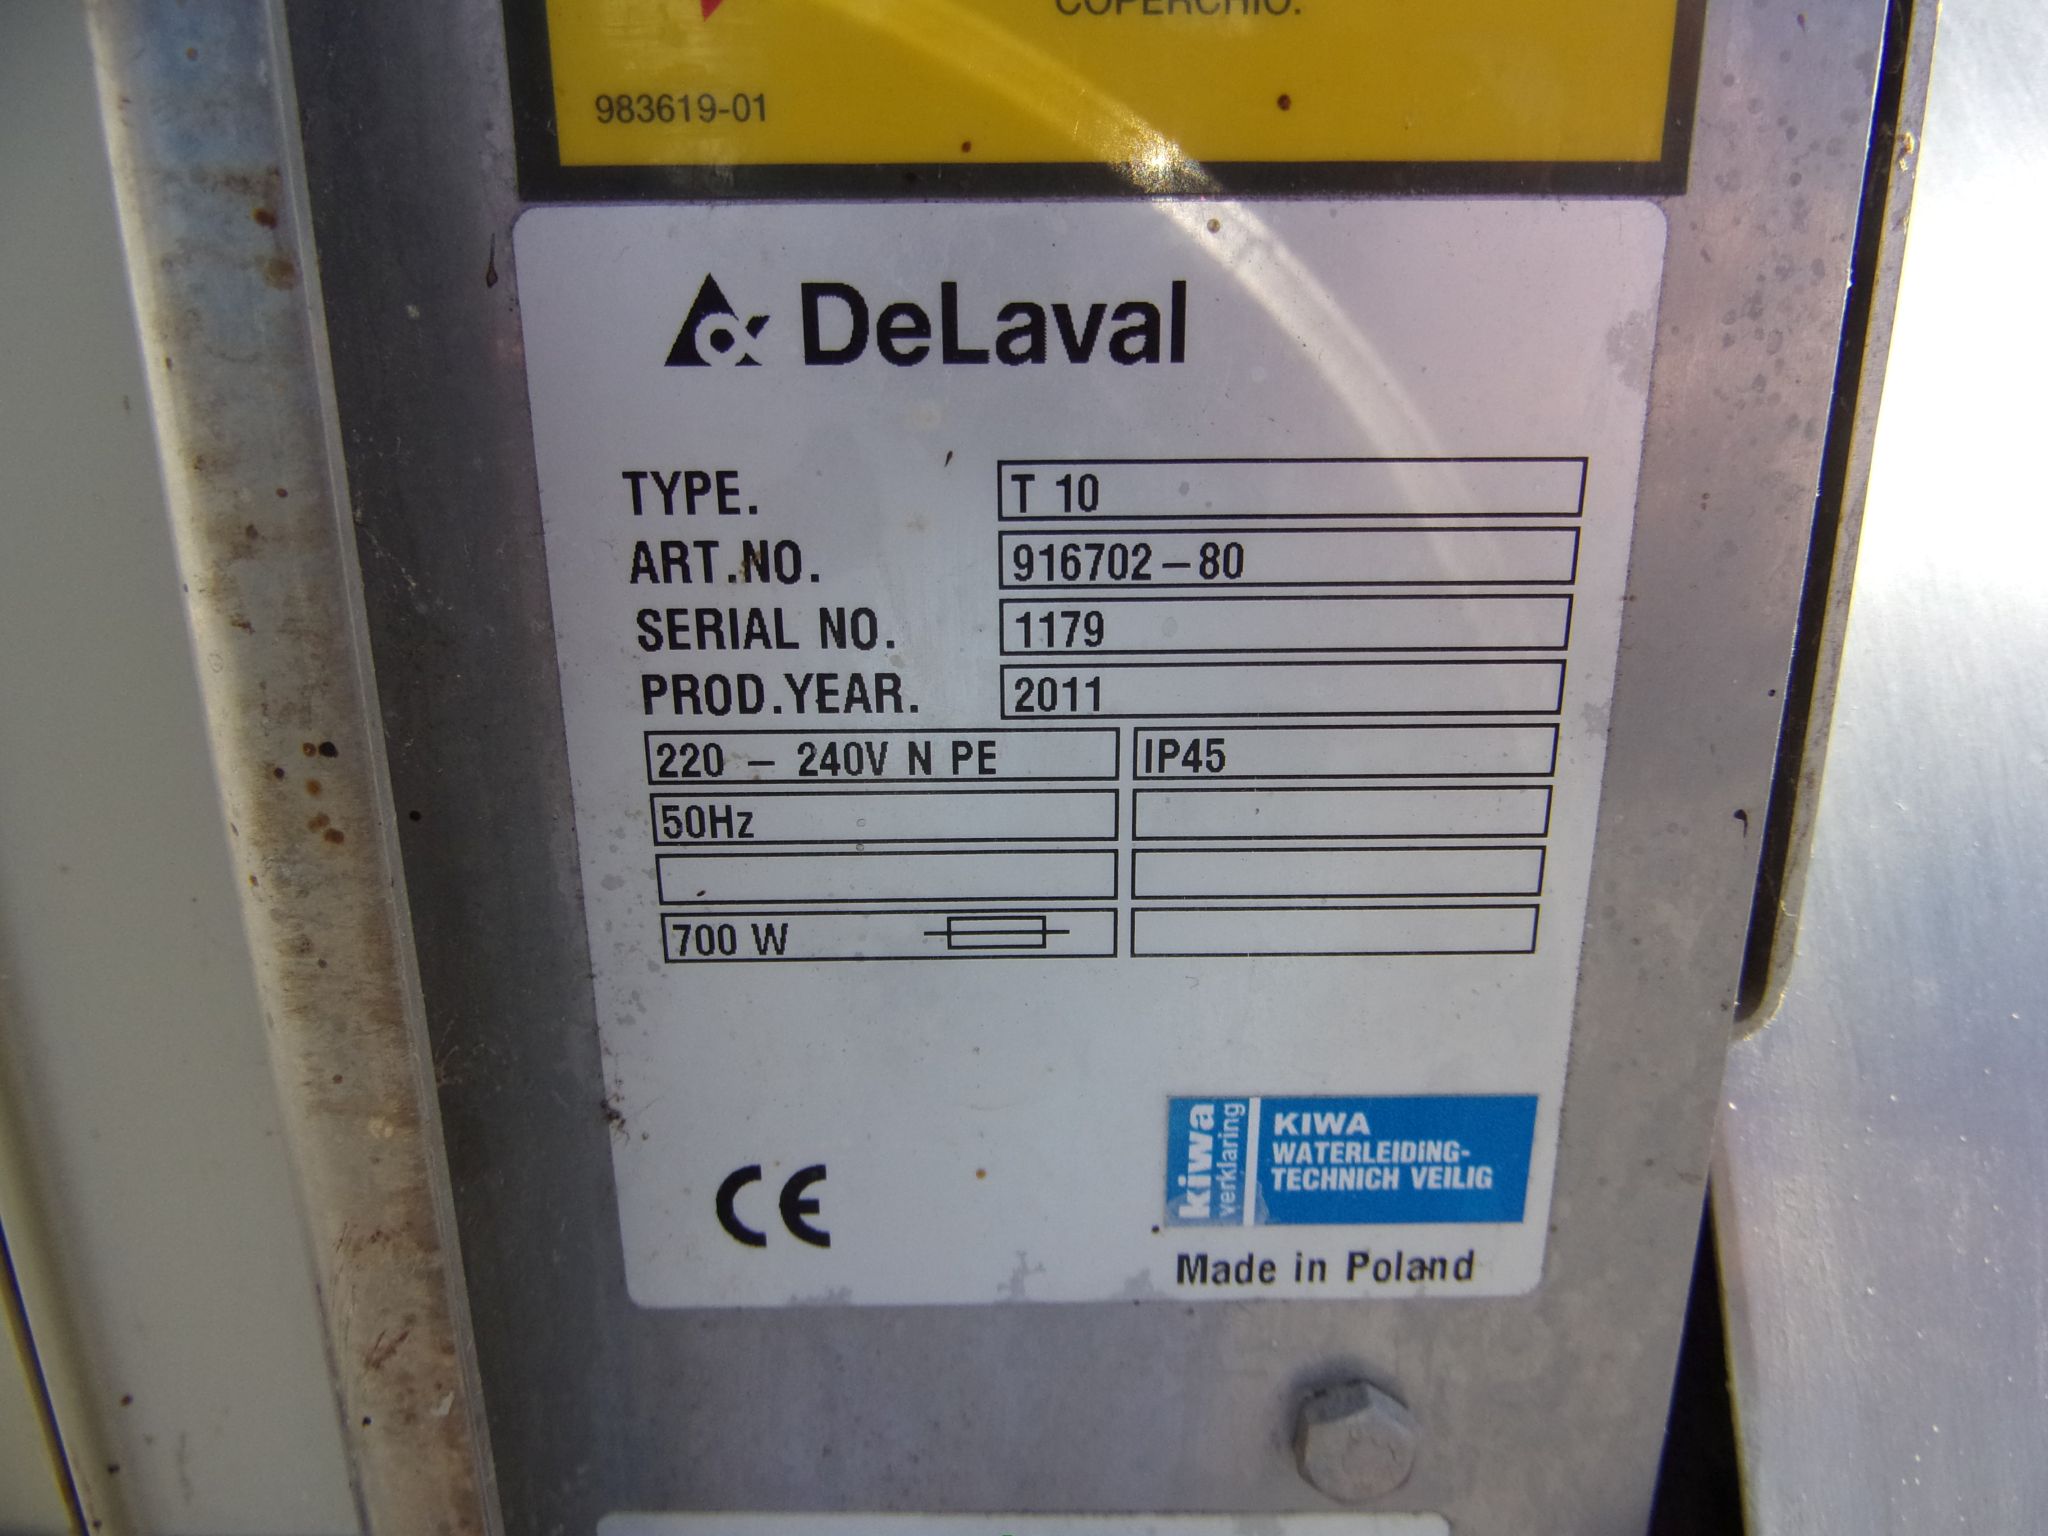 COPERCHIO.
983619-01
DeLaval
TYPE. T 10
ART.NO. 916702-80
SERIAL NO. 1179
PROD.YEAR. 2011
220 - 240V N PE IP45
50Hz
700 W
CE
kiwa
verklaring
KIWA
WATERLEIDING-
TECHNICH VEILIG
Made in Poland